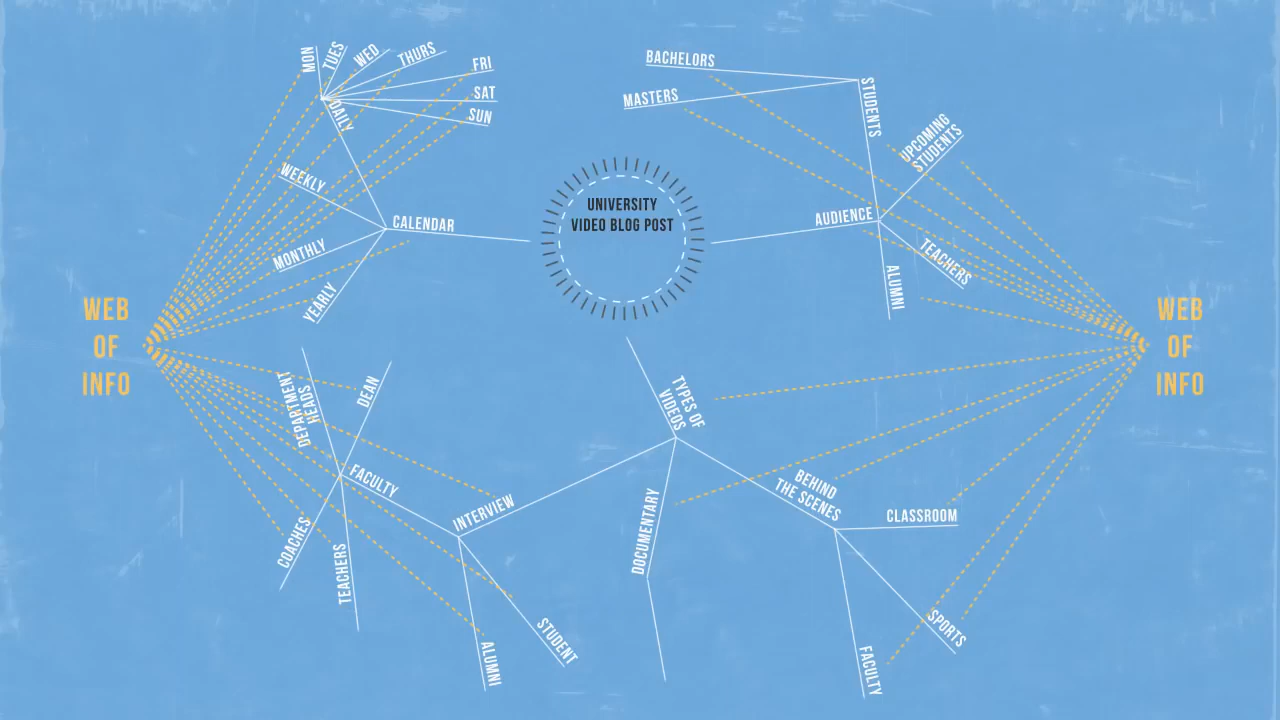 MON
TUES
WED
THURS
FRI
SAT
SUN
DAILY
WEEKLY
MONTHLY
YEARLY
CALENDAR
UNIVERSITY
VIDEO BLOG POST
BACHELORS
MASTERS
STUDENTS
UPCOMING
STUDENTS
AUDIENCE
TEACHERS
ALUMNI
WEB
OF
INFO
WEB
OF
INFO
DEPARTMENT
HEADS
DEAN
FACULTY
COACHES
TEACHERS
INTERVIEW
ALUMNI
STUDENT
TYPES OF
VIDEOS
DOCUMENTARY
BEHIND
THE SCENES
CLASSROOM
SPORTS
FACULTY